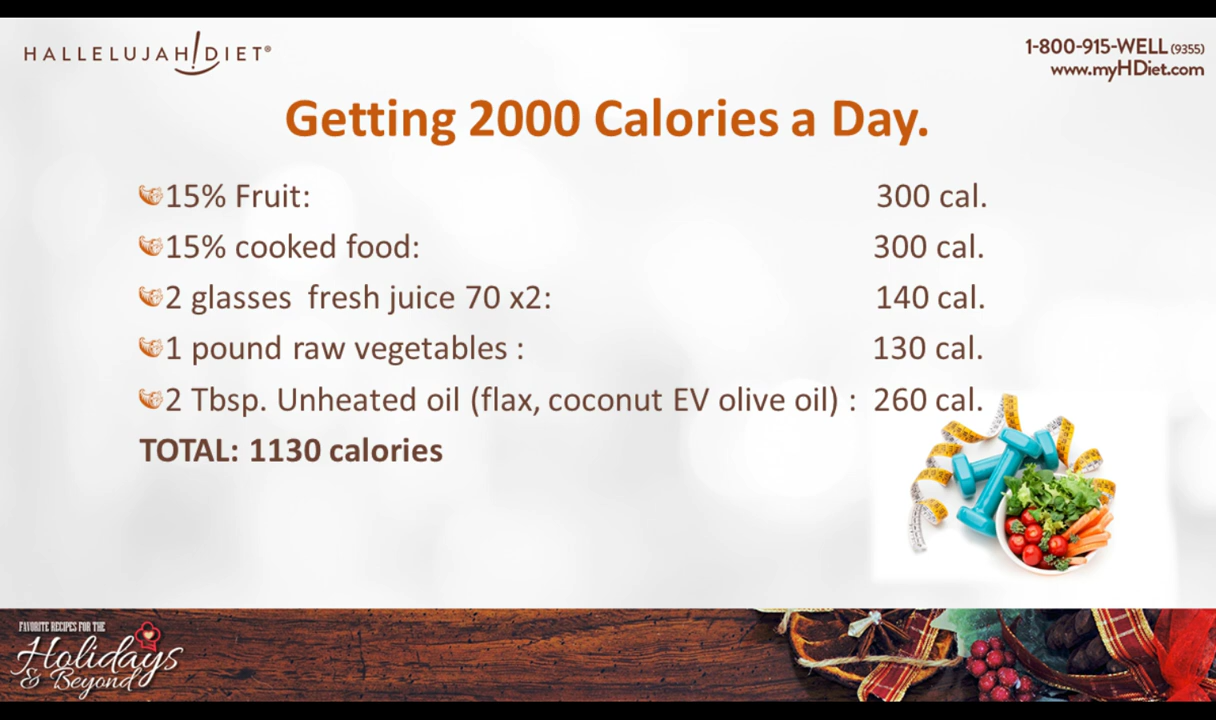 HALLELUJAH!DIET®
1-800-915-WELL (9355)
www.myHDiet.com
Getting 2000 Calories a Day.
15% Fruit: 300 cal.
15% cooked food: 300 cal.
2 glasses fresh juice 70 x2: 140 cal.
1 pound raw vegetables : 130 cal.
2 Tbsp. Unheated oil (flax, coconut EV olive oil) : 260 cal.
TOTAL: 1130 calories
FAVORITE RECIPES FOR THE
Holidays
& Beyond